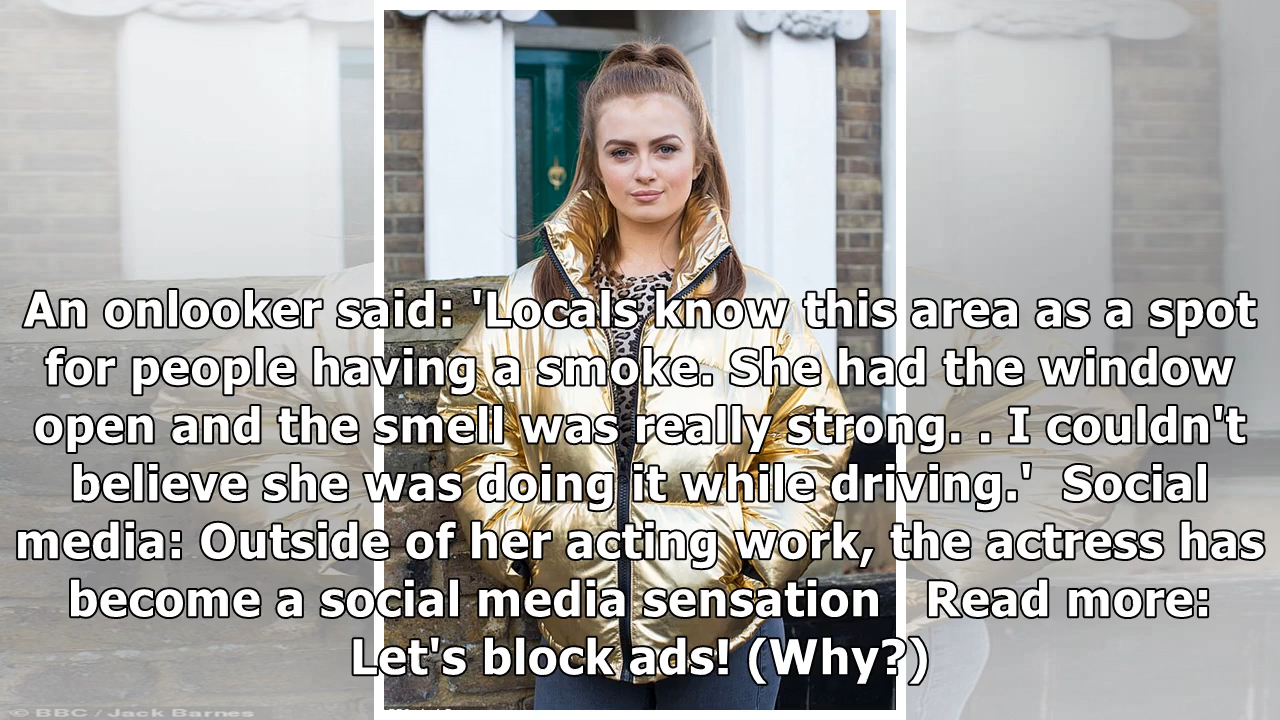 An onlooker said: 'Locals know this area as a spot
for people having a smoke. She had the window
open and the smell was really strong. . I couldn't
believe she was doing it while driving.'  Social
media: Outside of her acting work, the actress has
become a social media sensation   Read more:
Let's block ads! (Why?)
© BBC / Jack Barnes